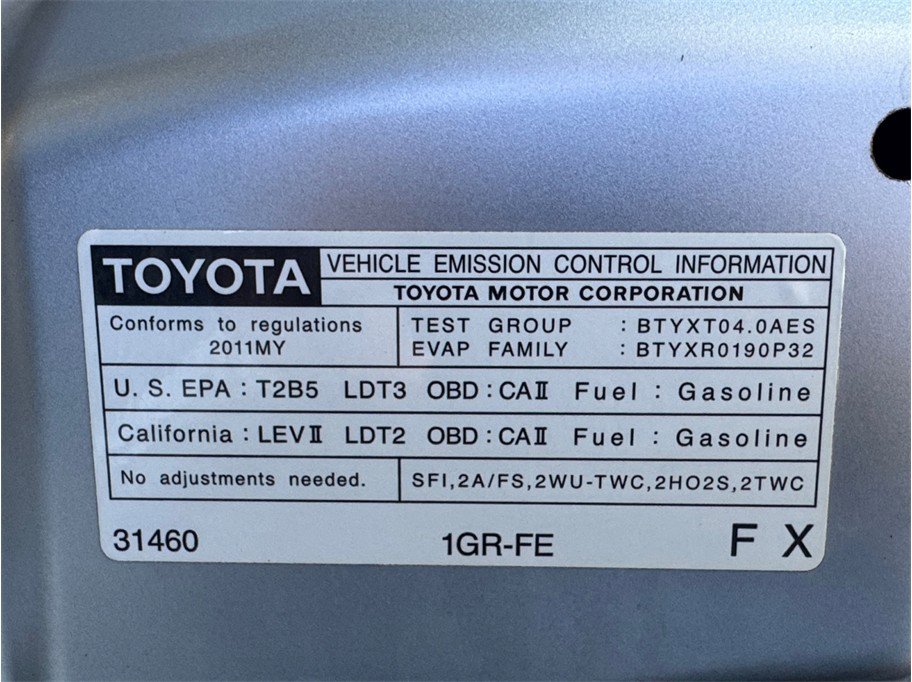 TOYOTA VEHICLE EMISSION CONTROL INFORMATION
TOYOTA MOTOR CORPORATION
Conforms to regulations
2011MY
TEST GROUP : BTYXT04.0AES
EVAP FAMILY : BTYXR0190P32
U. S. EPA : T2B5 LDT3 OBD : CAⅡ Fuel : Gasoline
California : LEVⅡ LDT2 OBD : CAⅡ Fuel : Gasoline
No adjustments needed.
SFI,2A/FS,2WU-TWC,2HO2S,2TWC
31460 1GR-FE F X